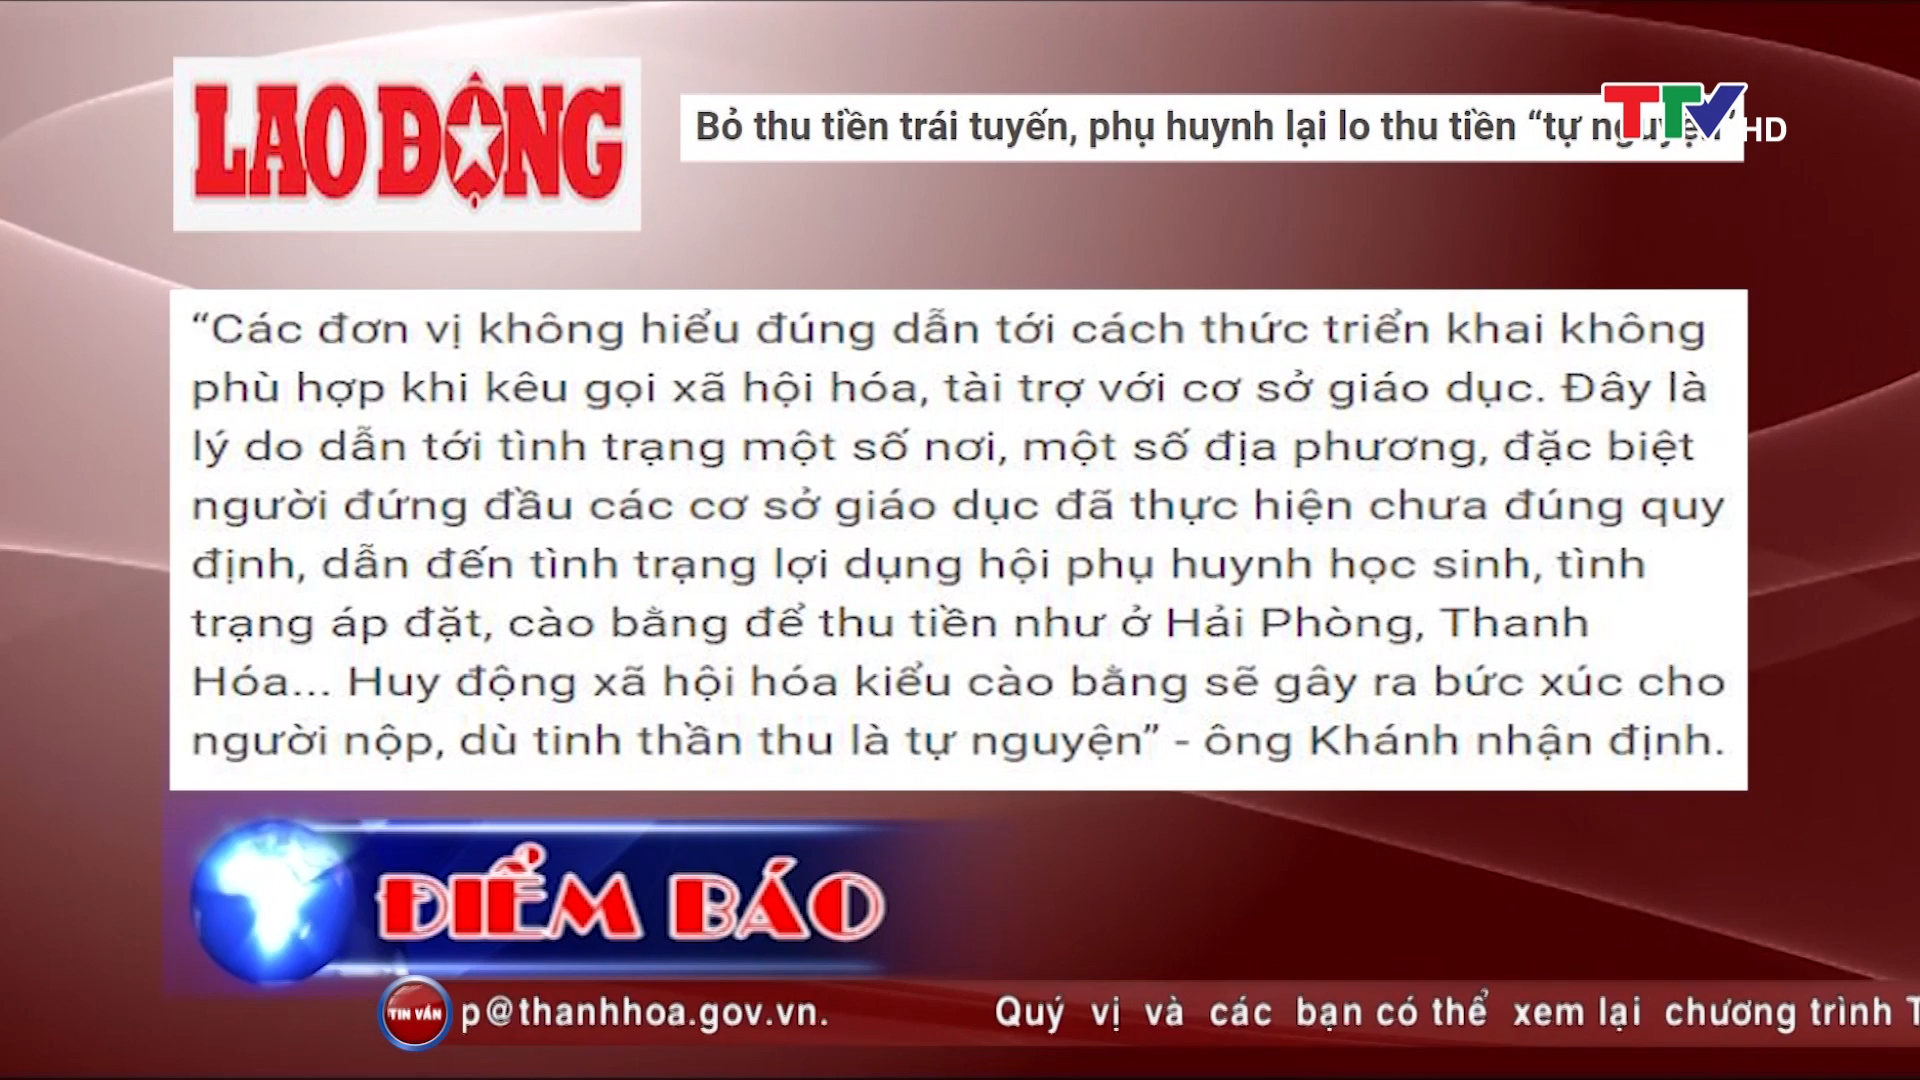 LAO ĐỘNG
Bỏ thu tiền trái tuyến, phụ huynh lại lo thu tiền “tự nguyện”
TTV HD
“Các đơn vị không hiểu đúng dẫn tới cách thức triển khai không
phù hợp khi kêu gọi xã hội hóa, tài trợ với cơ sở giáo dục. Đây là
lý do dẫn tới tình trạng một số nơi, một số địa phương, đặc biệt
người đứng đầu các cơ sở giáo dục đã thực hiện chưa đúng quy
định, dẫn đến tình trạng lợi dụng hội phụ huynh học sinh, tình
trạng áp đặt, cào bằng để thu tiền như ở Hải Phòng, Thanh
Hóa... Huy động xã hội hóa kiểu cào bằng sẽ gây ra bức xúc cho
người nộp, dù tinh thần thu là tự nguyện” - ông Khánh nhận định.
ĐIỂM BÁO
TIN VẮN
p@thanhhoa.gov.vn. Quý vị và các bạn có thể xem lại chương trình T